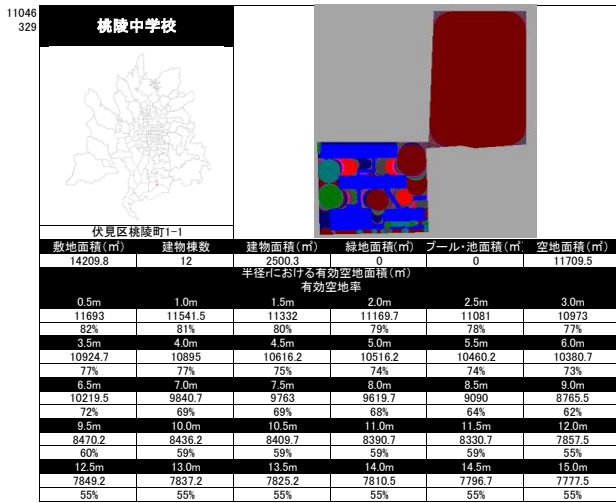 11046
329
桃陵中学校
伏見区桃陵町1-1
敷地面積(㎡) 建物棟数 建物面積(㎡) 緑地面積(㎡) プール・池面積(㎡) 空地面積(㎡)
14209.8 12 2500.3 0 0 11709.5
半径rにおける有効空地面積(㎡)
有効空地率
0.5m 1.0m 1.5m 2.0m 2.5m 3.0m
11693 11541.5 11332 11169.7 11081 10973
82% 81% 80% 79% 78% 77%
3.5m 4.0m 4.5m 5.0m 5.5m 6.0m
10924.7 10895 10616.2 10516.2 10460.2 10380.7
77% 77% 75% 74% 74% 73%
6.5m 7.0m 7.5m 8.0m 8.5m 9.0m
10219.5 9840.7 9763 9619.7 9090 8765.5
72% 69% 69% 68% 64% 62%
9.5m 10.0m 10.5m 11.0m 11.5m 12.0m
8470.2 8436.2 8409.7 8390.7 8330.7 7857.5
60% 59% 59% 59% 59% 55%
12.5m 13.0m 13.5m 14.0m 14.5m 15.0m
7849.2 7837.2 7825.2 7810.5 7796.7 7777.5
55% 55% 55% 55% 55% 55%